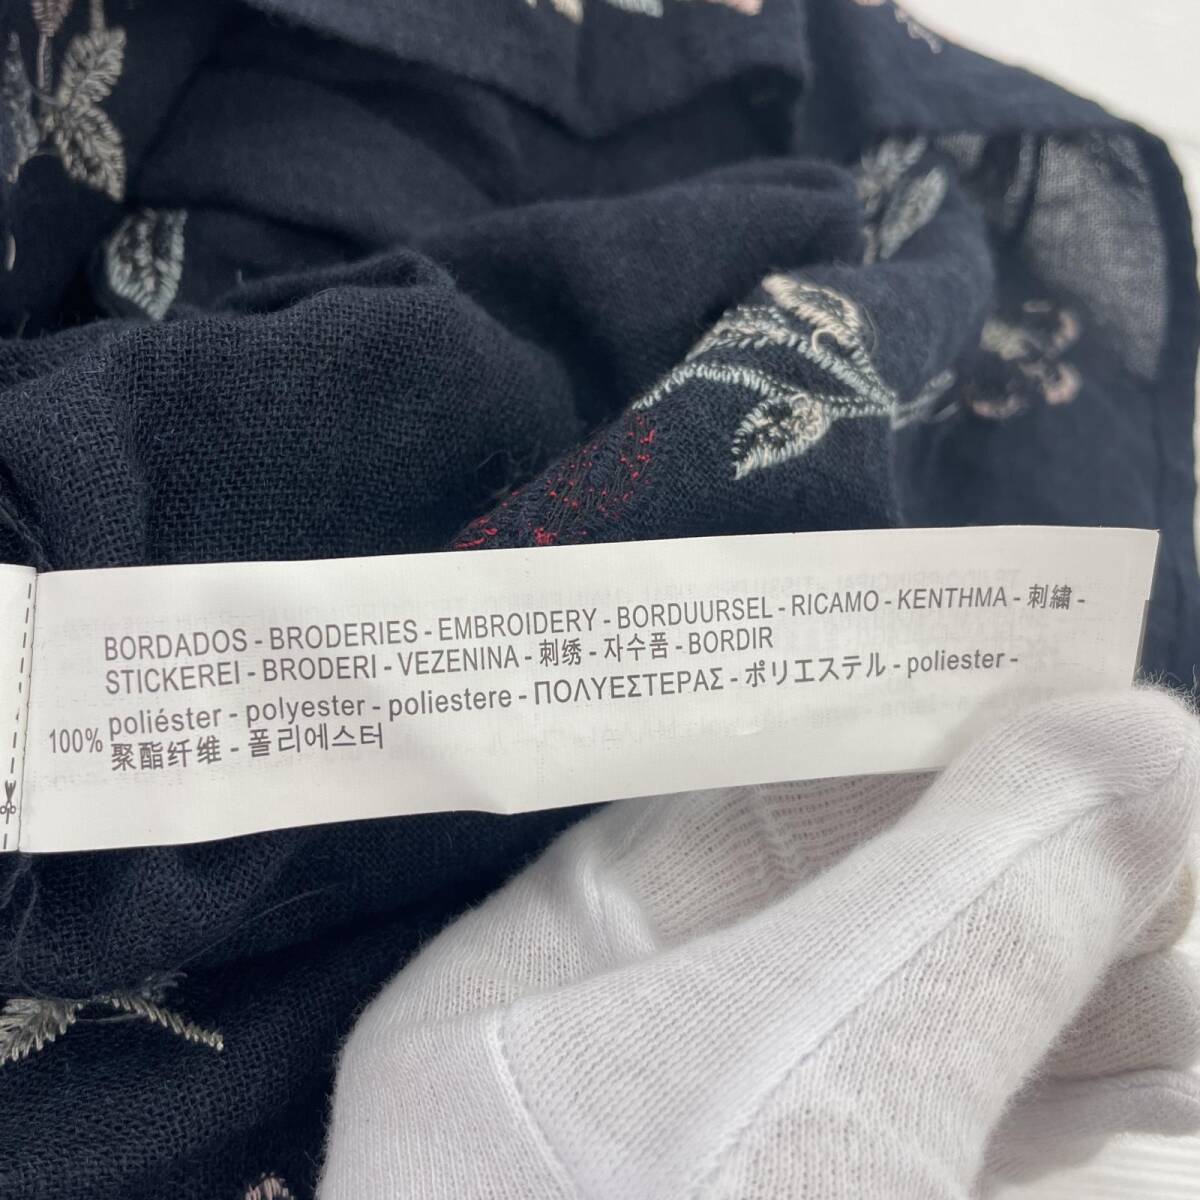 BORDADOS - BRODERIES - EMBROIDERY - BORDUURSEL - RICAMO - KENTHMA - 刺繍 -
STICKEREI - BRODERI - VEZENINA - 刺绣 - 자수품 - BORDIR
100% poliéster - polyester - poliestere - ΠΟΛΥΕΣΤΕΡΑΣ - ポリエステル - poliester -
聚酯纤维 - 폴리에스터